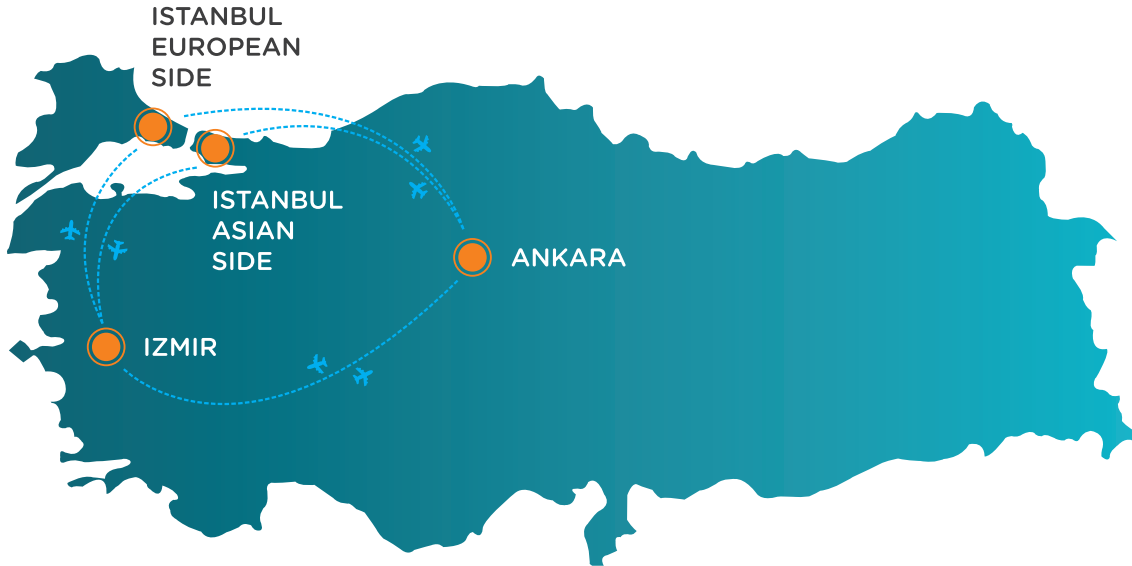 ISTANBUL
EUROPEAN
SIDE
ISTANBUL
ASIAN
SIDE
ANKARA
IZMIR